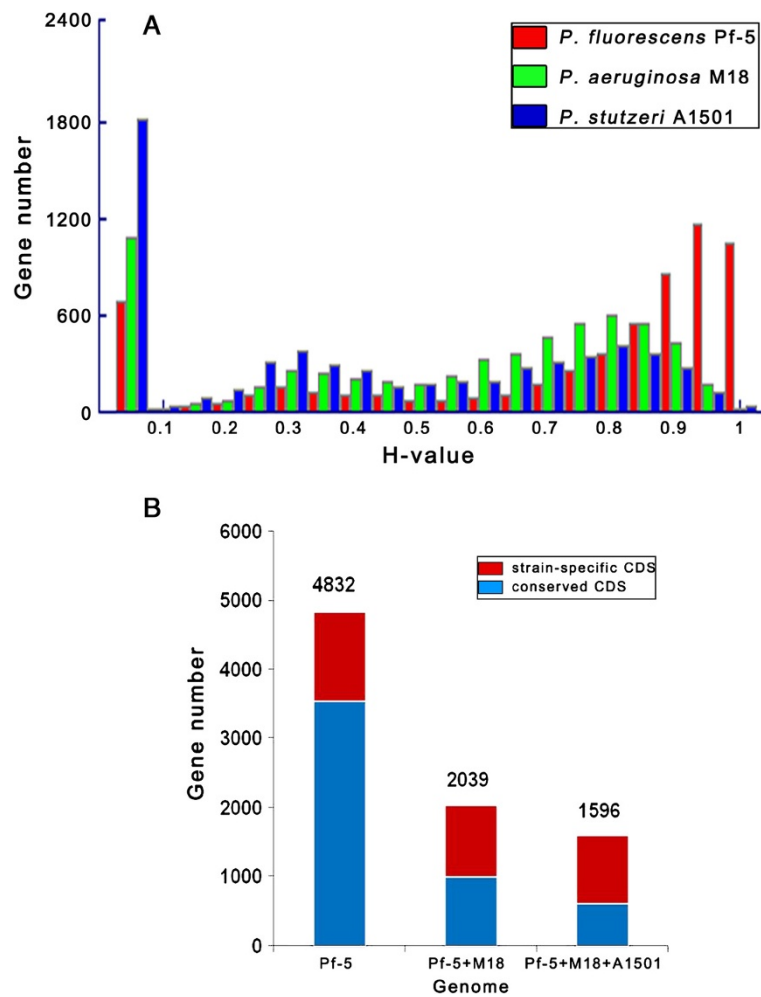 A
P. fluorescens Pf-5
P. aeruginosa M18
P. stutzeri A1501
2400
1800
1200
600
0
Gene number
0.1 0.2 0.3 0.4 0.5 0.6 0.7 0.8 0.9 1
H-value
B
strain-specific CDS
conserved CDS
6000
5000
4000
3000
2000
1000
0
Gene number
4832
2039
1596
Pf-5 Pf-5+M18 Pf-5+M18+A1501
Genome